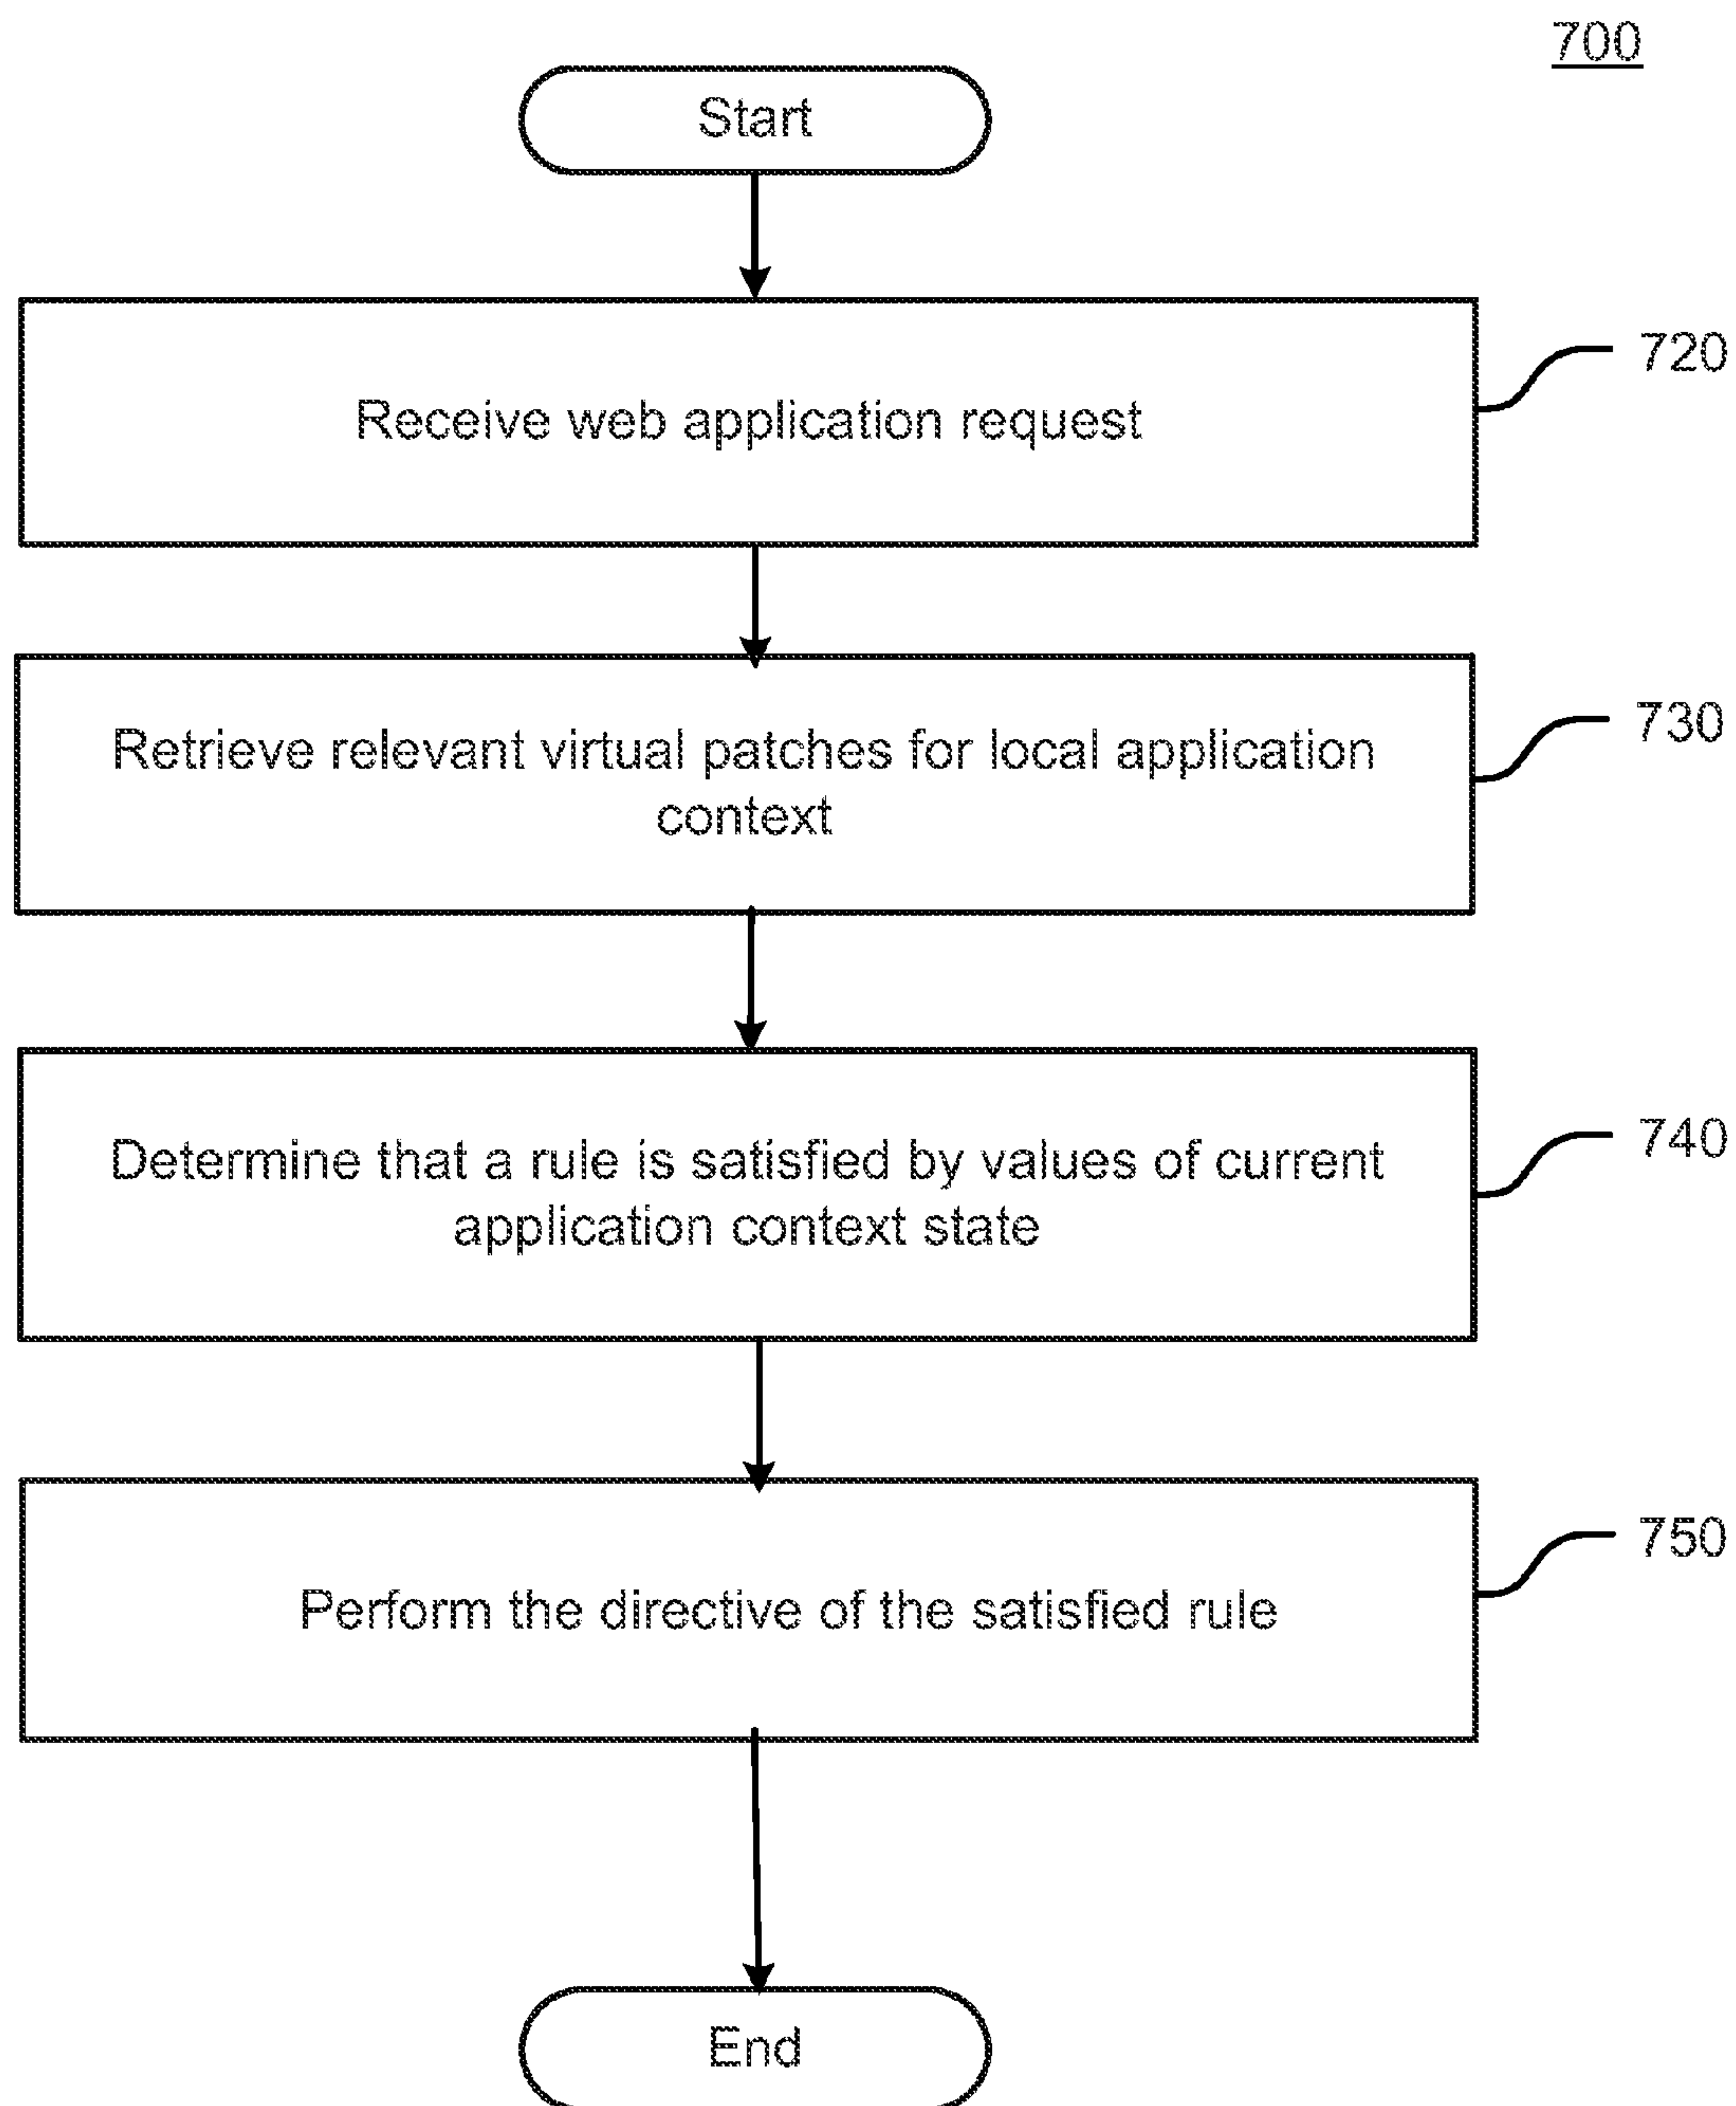 700
Start
Receive web application request
720
Retrieve relevant virtual patches for local application
context
730
Determine that a rule is satisfied by values of current
application context state
740
Perform the directive of the satisfied rule
750
End